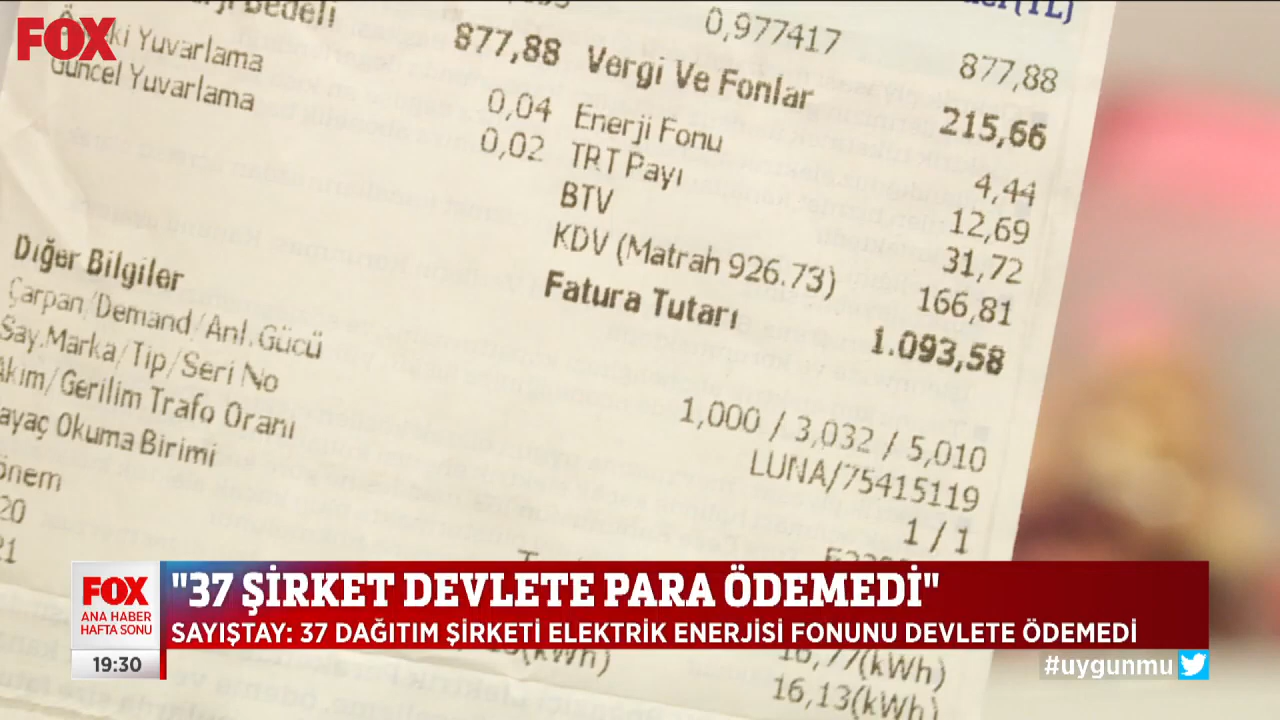 FOX
Bedeli
0,977417
(TL)
Önceki Yuvarlama
877,88
877,88
Güncel Yuvarlama
0,04
Vergi Ve Fonlar
215,66
0,02
Enerji Fonu
4,44
TRT Payı
12,69
BTV
31,72
KDV (Matrah 926.73)
166,81
Fatura Tutarı
1.093,58
Diğer Bilgiler
Çarpan/Demand/Anl.Gücü
1,000 / 3,032 / 5,010
Say.Marka/Tip/Seri No
LUNA/75415119
Akım/Gerilim Trafo Oranı
1 / 1
Sayaç Okuma Birimi
20
FOX
ANA HABER
HAFTA SONU
19:30
"37 ŞİRKET DEVLETE PARA ÖDEMEDİ"
SAYIŞTAY: 37 DAĞITIM ŞİRKETİ ELEKTRİK ENERJİSİ FONUNU DEVLETE ÖDEMEDİ
(kWh)
16,77(kWh)
16,13(kWh)
#uygunmu